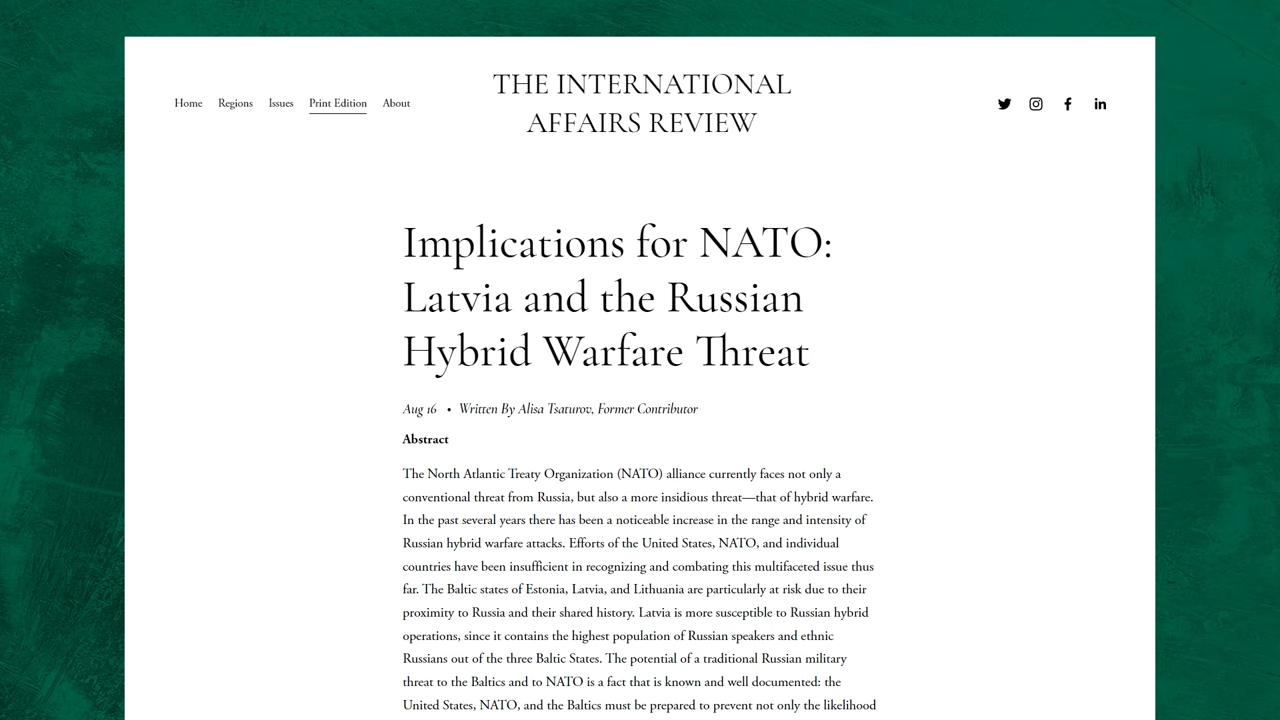 Home Regions Issues Print Edition About
THE INTERNATIONAL
AFFAIRS REVIEW
Implications for NATO:
Latvia and the Russian
Hybrid Warfare Threat
Aug 16 • Written By Alisa Tsaturov, Former Contributor
Abstract
The North Atlantic Treaty Organization (NATO) alliance currently faces not only a
conventional threat from Russia, but also a more insidious threat—that of hybrid warfare.
In the past several years there has been a noticeable increase in the range and intensity of
Russian hybrid warfare attacks. Efforts of the United States, NATO, and individual
countries have been insufficient in recognizing and combating this multifaceted issue thus
far. The Baltic states of Estonia, Latvia, and Lithuania are particularly at risk due to their
proximity to Russia and their shared history. Latvia is more susceptible to Russian hybrid
operations, since it contains the highest population of Russian speakers and ethnic
Russians out of the three Baltic States. The potential of a traditional Russian military
threat to the Baltics and to NATO is a fact that is known and well documented: the
United States, NATO, and the Baltics must be prepared to prevent not only the likelihood